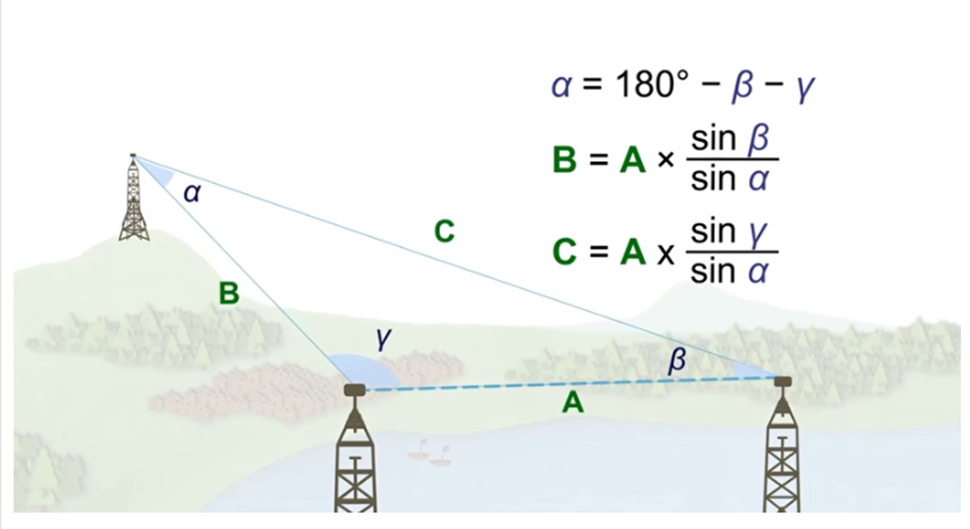 α = 180° − β − γ
B = A × sin β / sin α
C = A x sin γ / sin α
α
C
B
γ
β
A